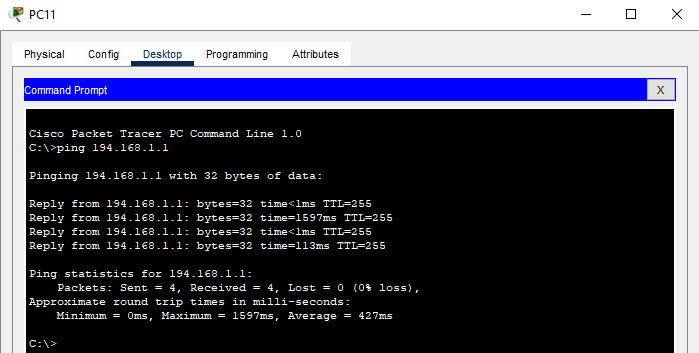 PC11
Physical Config Desktop Programming Attributes
Command Prompt X
Cisco Packet Tracer PC Command Line 1.0
C:\>ping 194.168.1.1
Pinging 194.168.1.1 with 32 bytes of data:
Reply from 194.168.1.1: bytes=32 time<1ms TTL=255
Reply from 194.168.1.1: bytes=32 time=1597ms TTL=255
Reply from 194.168.1.1: bytes=32 time<1ms TTL=255
Reply from 194.168.1.1: bytes=32 time=113ms TTL=255
Ping statistics for 194.168.1.1:
    Packets: Sent = 4, Received = 4, Lost = 0 (0% loss),
Approximate round trip times in milli-seconds:
    Minimum = 0ms, Maximum = 1597ms, Average = 427ms
C:\>